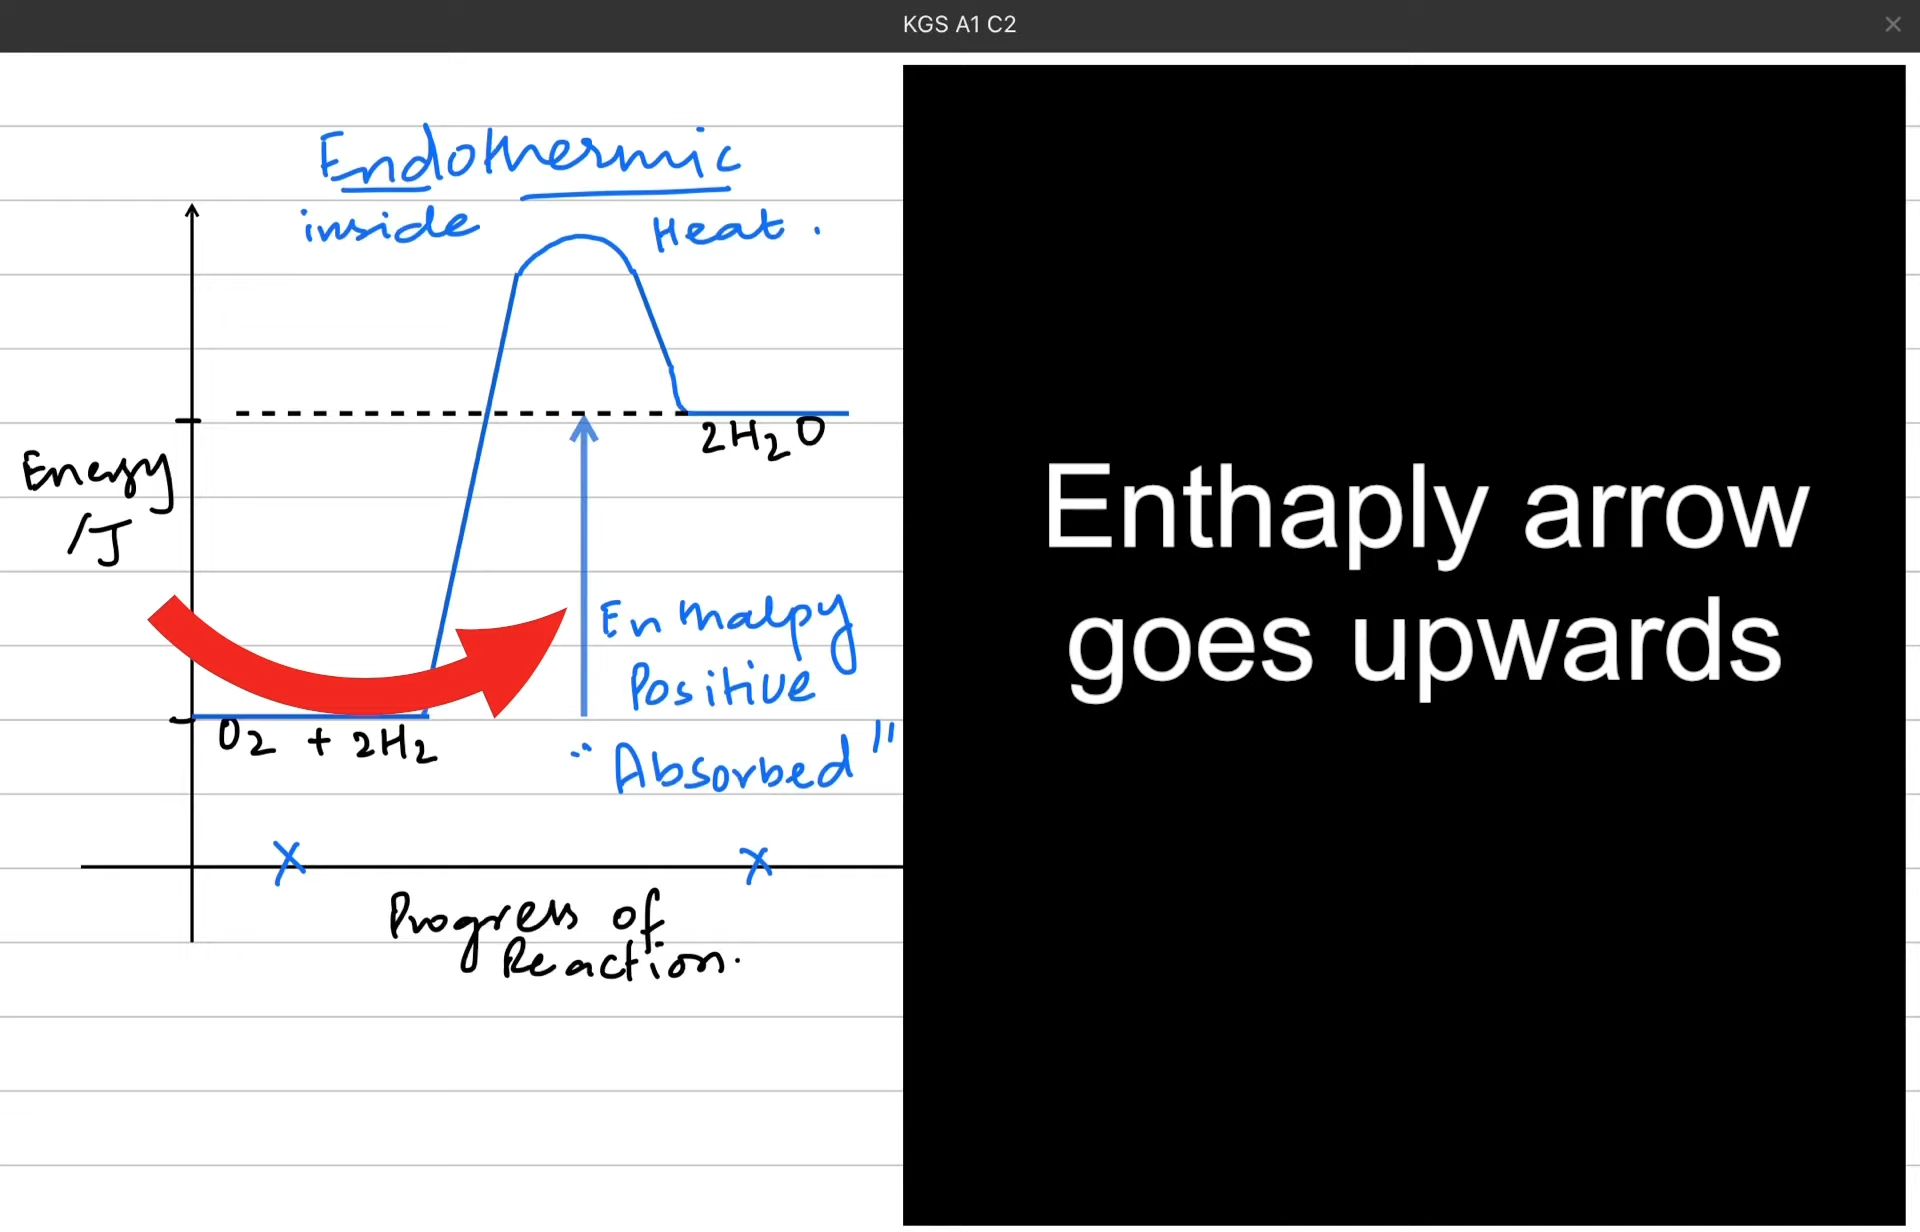 KGS A1 C2
Endothermic
inside Heat.
2H2O
Energy
/J
Enthalpy
Positive
"Absorbed"
O2 + 2H2
Progress of
Reaction.
Enthaply arrow
goes upwards